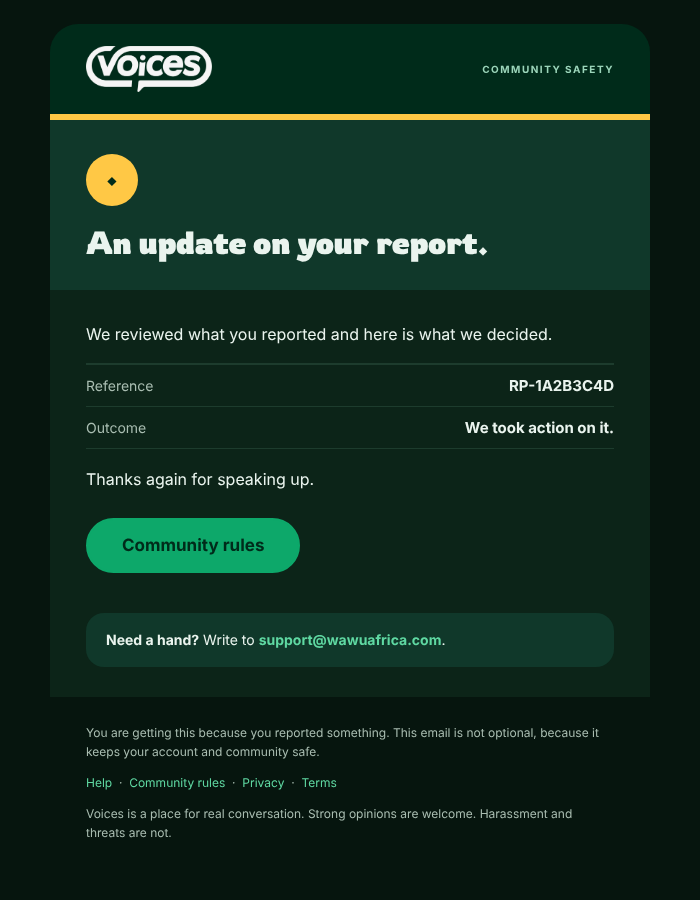 Voices
COMMUNITY SAFETY
An update on your report.
We reviewed what you reported and here is what we decided.
Reference RP-1A2B3C4D
Outcome We took action on it.
Thanks again for speaking up.
Community rules
Need a hand? Write to support@wawuafrica.com.
You are getting this because you reported something. This email is not optional, because it
keeps your account and community safe.
Help · Community rules · Privacy · Terms
Voices is a place for real conversation. Strong opinions are welcome. Harassment and
threats are not.